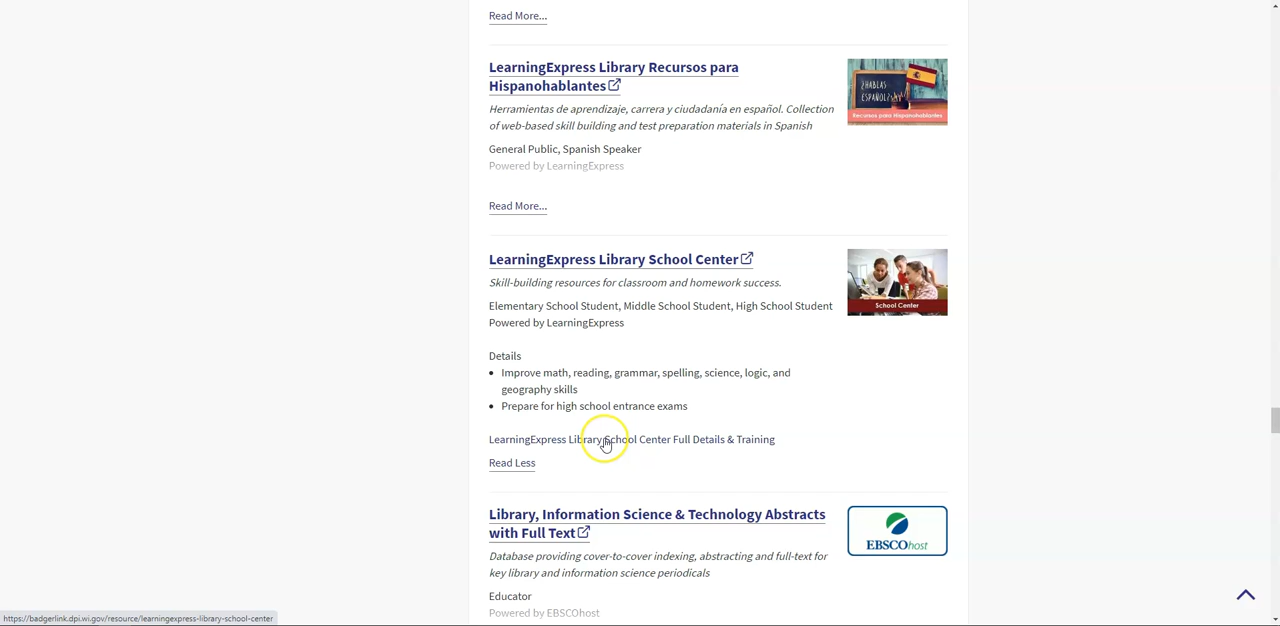 Read More...
LearningExpress Library Recursos para
Hispanohablantes
Herramientas de aprendizaje, carrera y ciudadanía en español. Collection
of web-based skill building and test preparation materials in Spanish
General Public, Spanish Speaker
Powered by LearningExpress
¿HABLAS
ESPAÑOL?
Recursos para Hispanohablantes
Read More...
LearningExpress Library School Center
Skill-building resources for classroom and homework success.
Elementary School Student, Middle School Student, High School Student
Powered by LearningExpress
School Center
Details
• Improve math, reading, grammar, spelling, science, logic, and
geography skills
• Prepare for high school entrance exams
LearningExpress Library School Center Full Details & Training
Read Less
Library, Information Science & Technology Abstracts
with Full Text
Database providing cover-to-cover indexing, abstracting and full-text for
key library and information science periodicals
Educator
Powered by EBSCOhost
EBSCOhost
https://badgerlink.dpi.wi.gov/resource/learningexpress-library-school-center